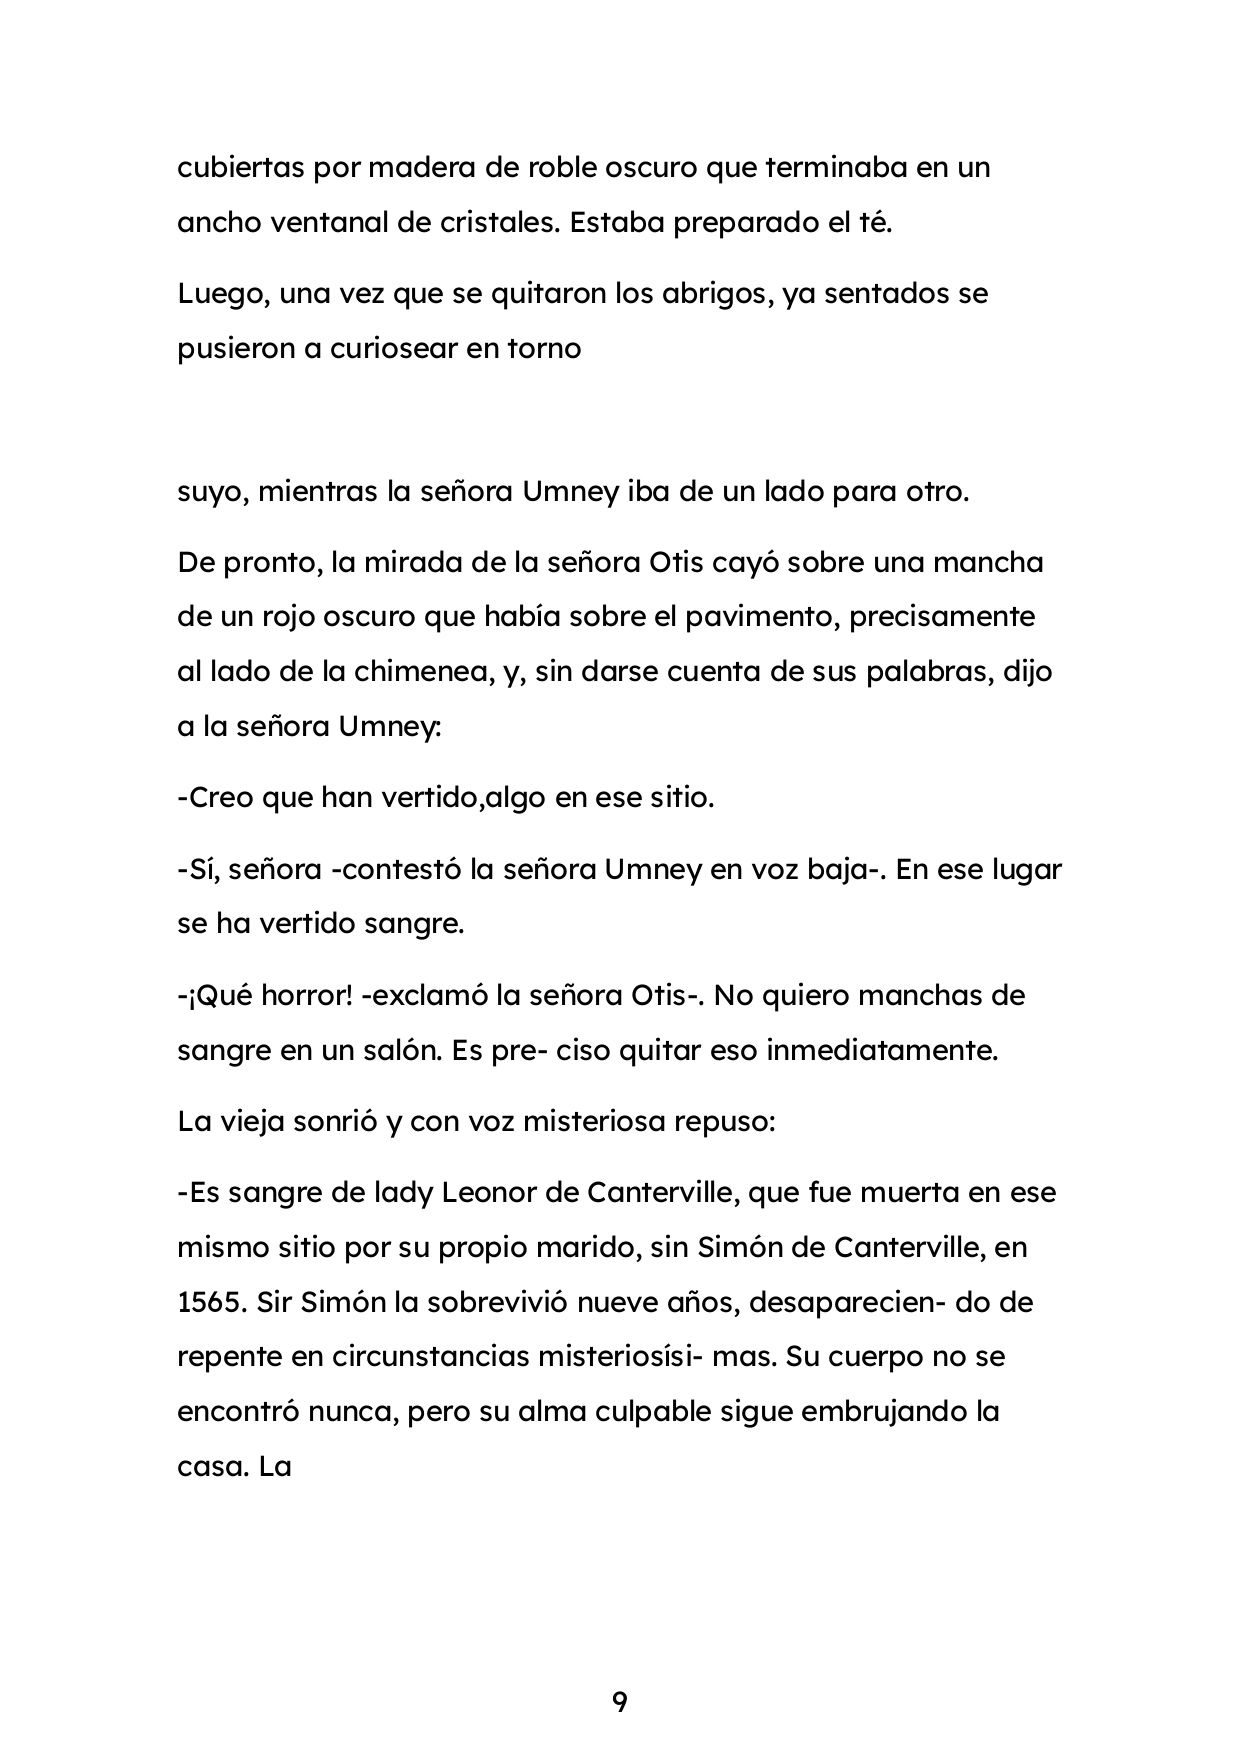 cubiertas por madera de roble oscuro que terminaba en un
ancho ventanal de cristales. Estaba preparado el té.
Luego, una vez que se quitaron los abrigos, ya sentados se
pusieron a curiosear en torno
suyo, mientras la señora Umney iba de un lado para otro.
De pronto, la mirada de la señora Otis cayó sobre una mancha
de un rojo oscuro que había sobre el pavimento, precisamente
al lado de la chimenea, y, sin darse cuenta de sus palabras, dijo
a la señora Umney:
-Creo que han vertido,algo en ese sitio.
-Sí, señora -contestó la señora Umney en voz baja-. En ese lugar
se ha vertido sangre.
-¡Qué horror! -exclamó la señora Otis-. No quiero manchas de
sangre en un salón. Es pre- ciso quitar eso inmediatamente.
La vieja sonrió y con voz misteriosa repuso:
-Es sangre de lady Leonor de Canterville, que fue muerta en ese
mismo sitio por su propio marido, sin Simón de Canterville, en
1565. Sir Simón la sobrevivió nueve años, desaparecien- do de
repente en circunstancias misteriosísi- mas. Su cuerpo no se
encontró nunca, pero su alma culpable sigue embrujando la
casa. La
9